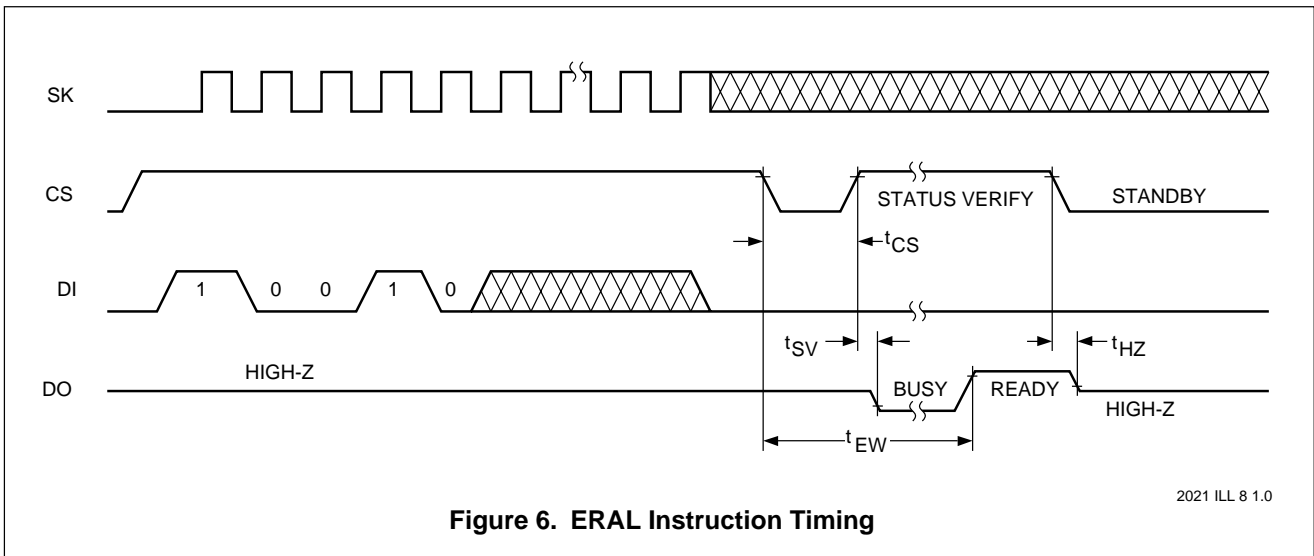 SK
CS
STATUS VERIFY
STANDBY
tCS
DI
1 0 0 1 0
tSV
tHZ
HIGH-Z
DO
BUSY
READY
HIGH-Z
tEW
2021 ILL 8 1.0
Figure 6. ERAL Instruction Timing